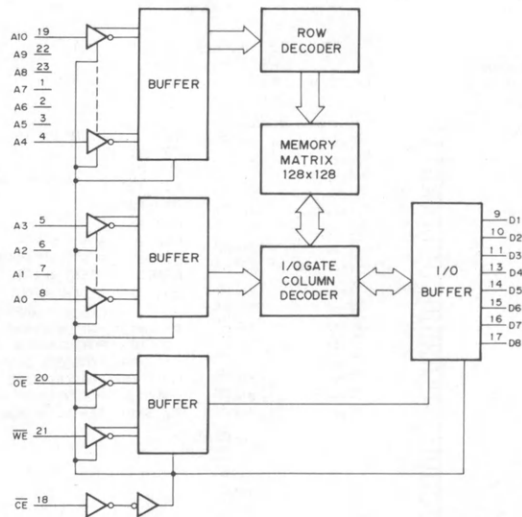 A10 19
A9 22
A8 23
A7 1
A6 2
A5 3
A4 4
BUFFER
ROW
DECODER
MEMORY
MATRIX
128x128
A3 5
A2 6
A1 7
A0 8
BUFFER
I/O GATE
COLUMN
DECODER
I/O
BUFFER
9 D1
10 D2
11 D3
13 D4
14 D5
15 D6
16 D7
17 D8
OE 20
WE 21
BUFFER
CE 18